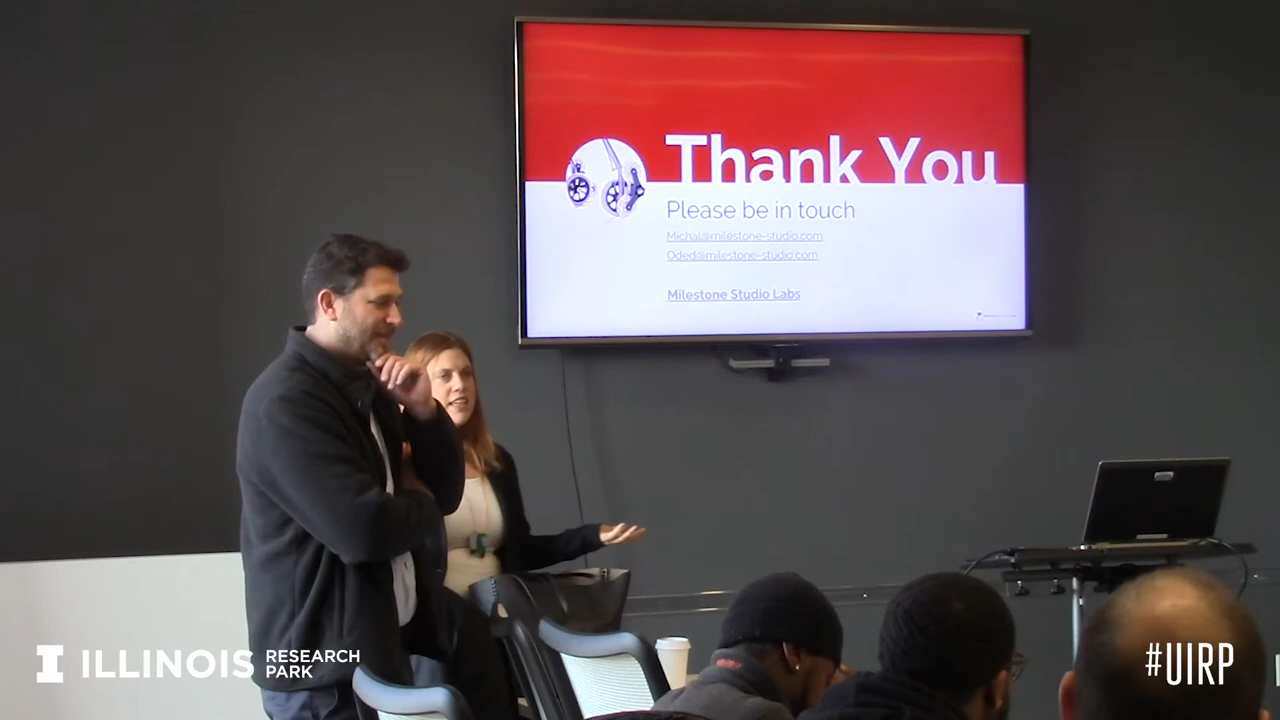 Thank You
Please be in touch
Michal@milestone-studio.com
Oded@milestone-studio.com
Milestone Studio Labs
ILLINOIS RESEARCH
PARK
#UIRP